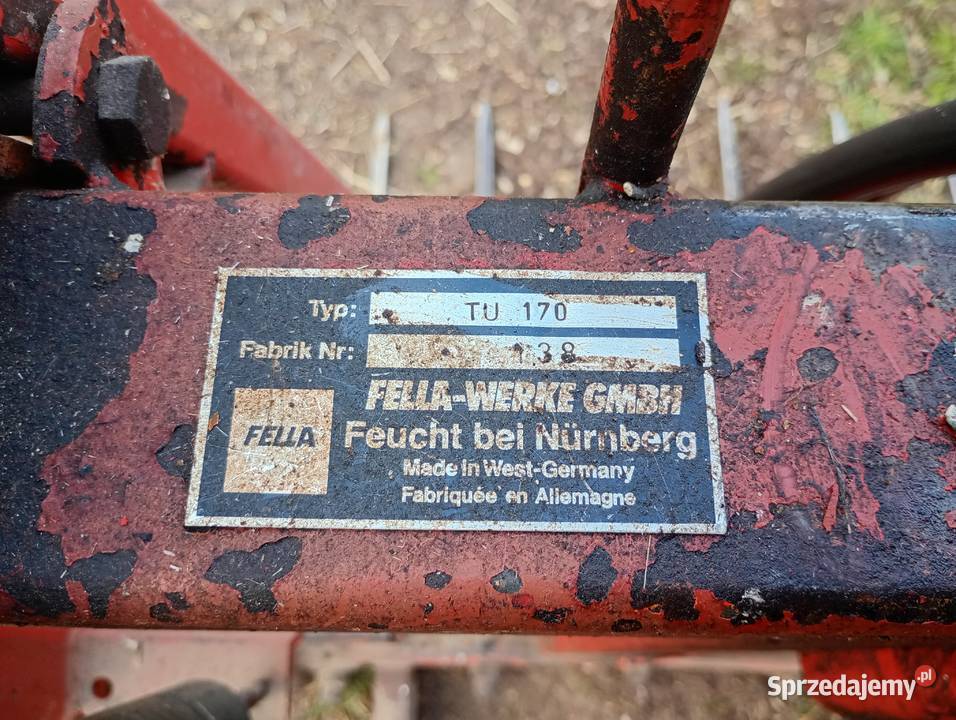 Typ: TU 170
Fabrik Nr: 138
FELLA-WERKE GMBH
FELLA
Feucht bei Nürnberg
Made in West-Germany
Fabriquée en Allemagne
Sprzedajemy.pl